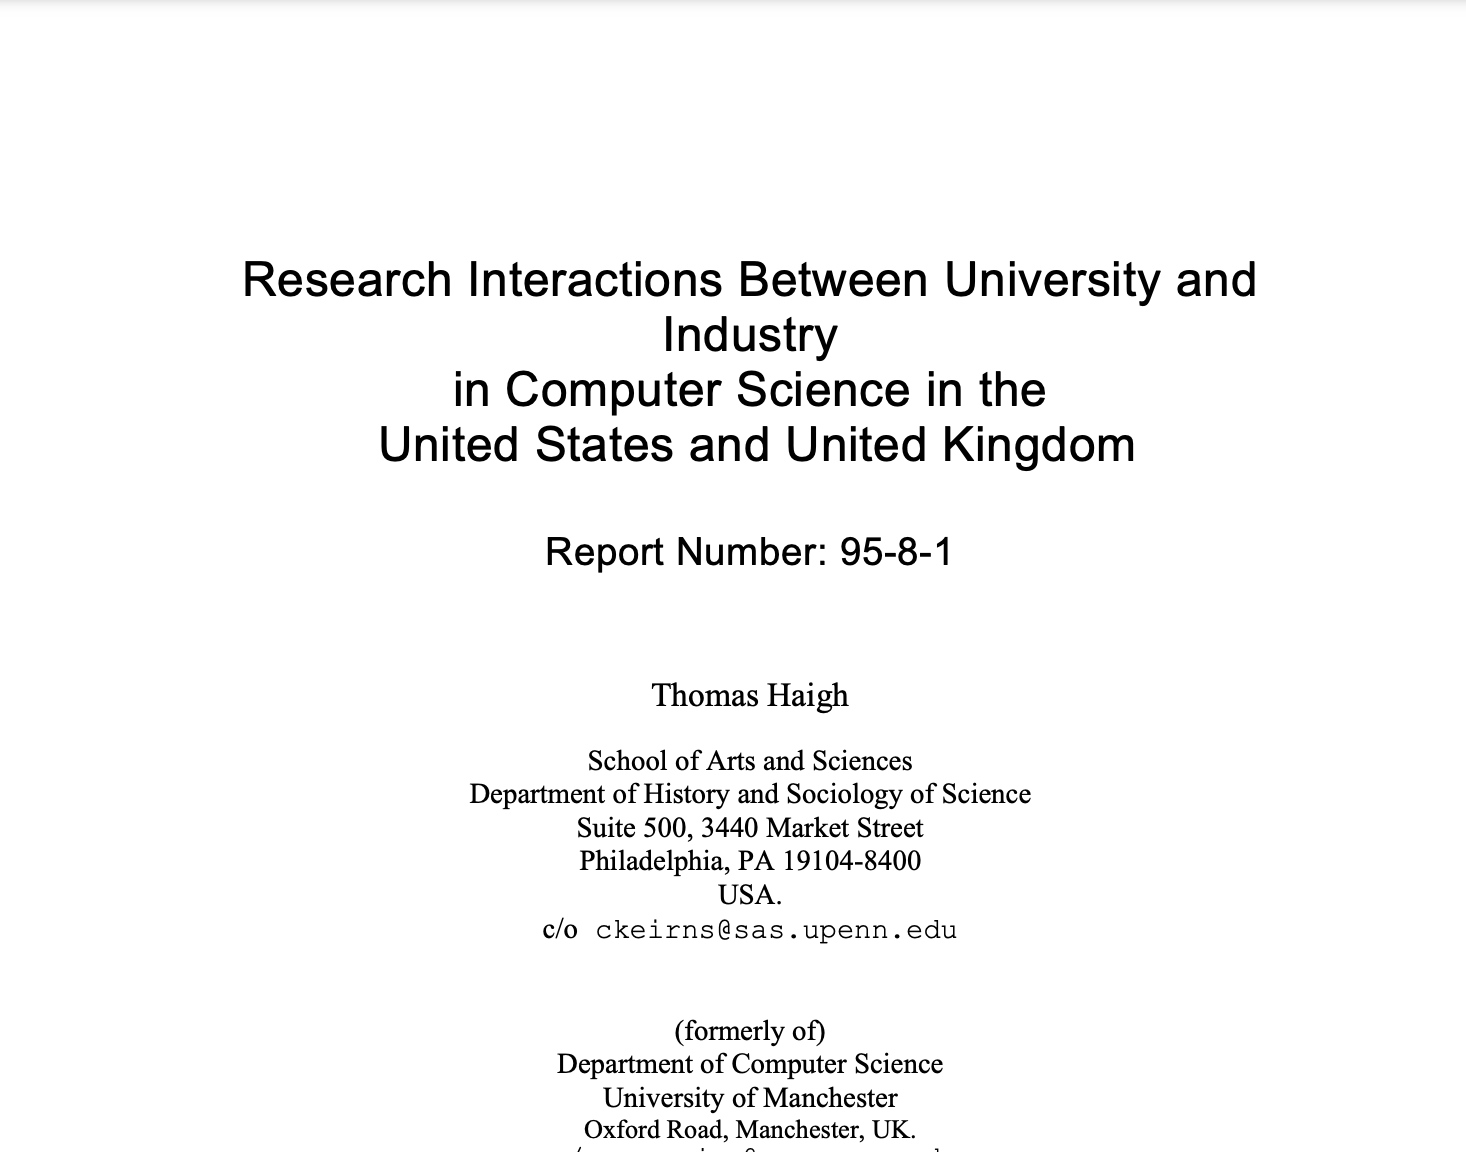 Research Interactions Between University and
Industry
in Computer Science in the
United States and United Kingdom
Report Number: 95-8-1
Thomas Haigh
School of Arts and Sciences
Department of History and Sociology of Science
Suite 500, 3440 Market Street
Philadelphia, PA 19104-8400
USA.
c/o ckeirns@sas.upenn.edu
(formerly of)
Department of Computer Science
University of Manchester
Oxford Road, Manchester, UK.